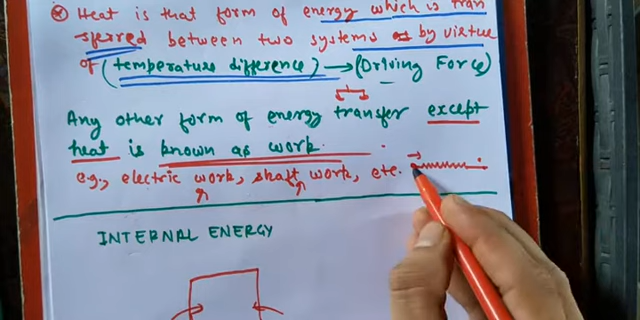 Heat is that form of energy which is tran
sferred between two systems by virtue
of (temperature difference) → (Driving Force)
Any other form of energy transfer except
heat is known as work.
e.g., electric work, shaft work, etc.
INTERNAL ENERGY